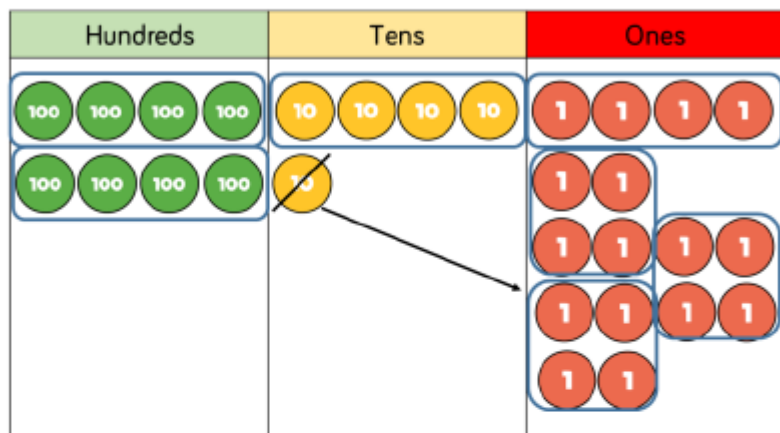 Hundreds Tens Ones
100 100 100 100 10 10 10 10 1 1 1 1
100 100 100 100 10 1 1
1 1 1 1
1 1 1 1
1 1